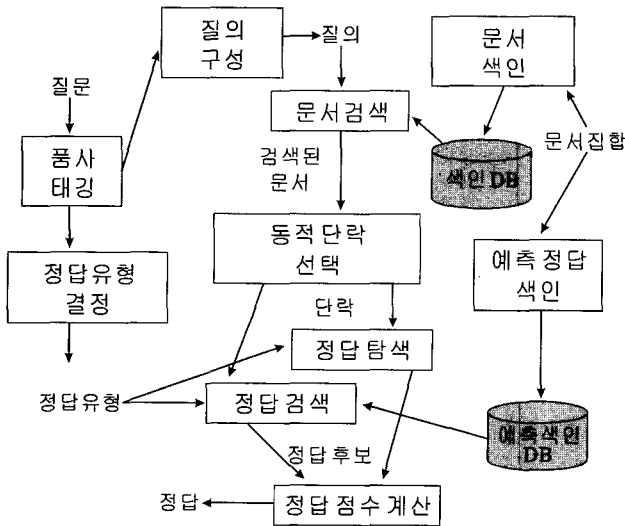 질의
구성
질의
문서
색인
질문
문서검색
품사
태깅
검색된
문서
색인 DB
문서집합
동적단락
선택
정답유형
결정
예측정답
색인
단락
정답탐색
정답유형
정답검색
예측색인
DB
정답후보
정답
정답점수계산